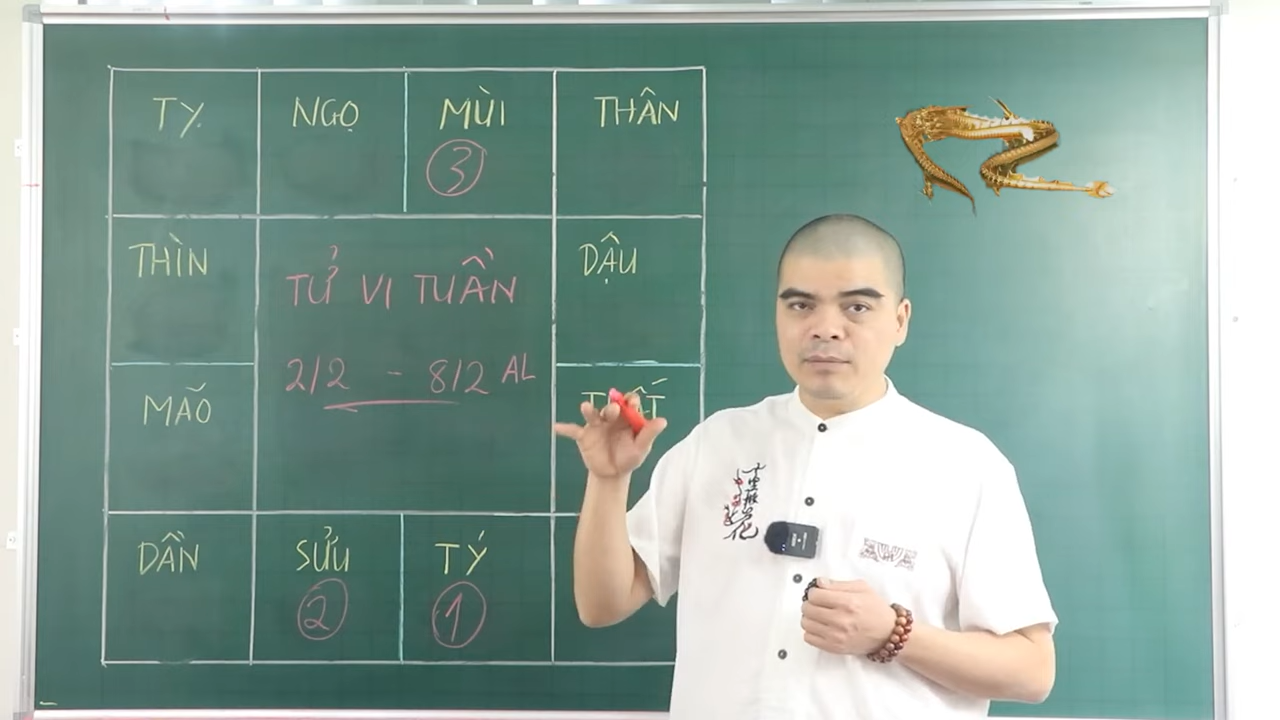 TỴ
NGỌ
MÙI
THÂN
3
THÌN
DẬU
TỬ VI TUẦN
2/2 - 8/2 AL
MÃO
DẦN
SỬU
TÝ
2
1